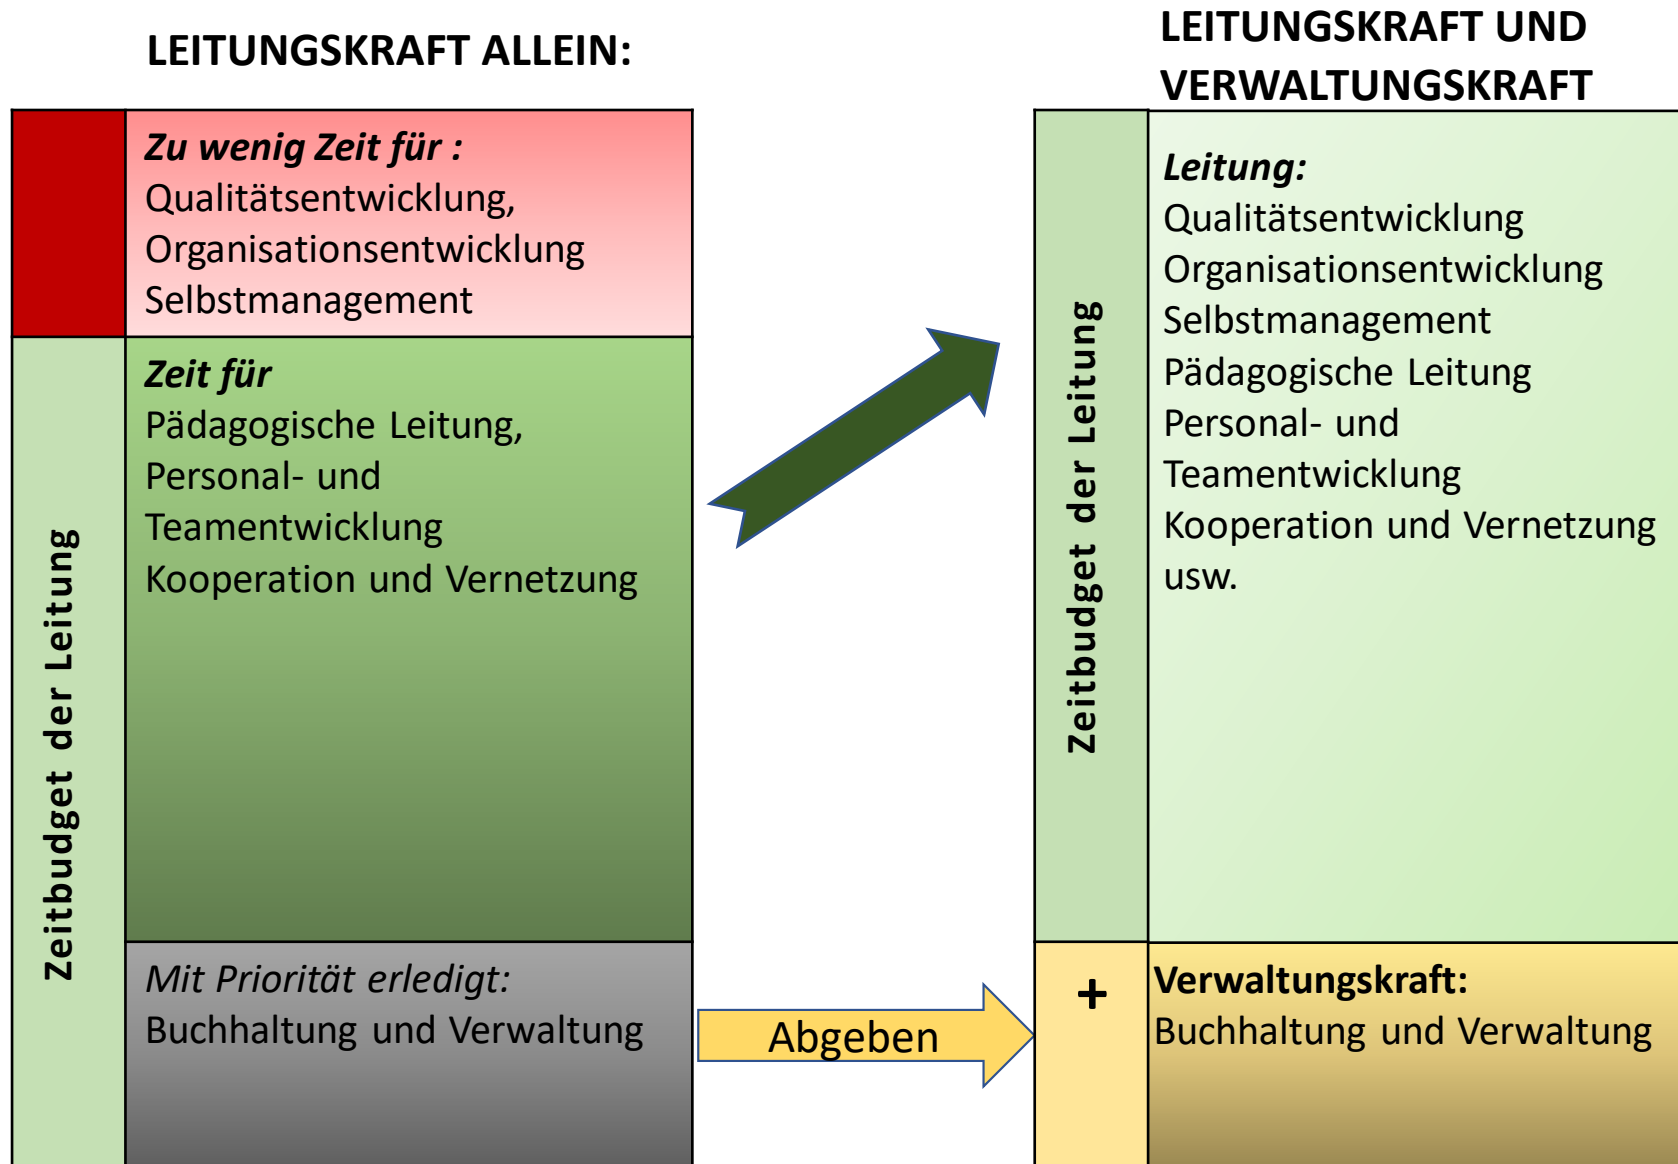 LEITUNGSKRAFT ALLEIN:
Zu wenig Zeit für :
Qualitätsentwicklung,
Organisationsentwicklung
Selbstmanagement
Zeitbudget der Leitung
Zeit für
Pädagogische Leitung,
Personal- und
Teamentwicklung
Kooperation und Vernetzung
Mit Priorität erledigt:
Buchhaltung und Verwaltung
Abgeben
LEITUNGSKRAFT UND
VERWALTUNGSKRAFT
Zeitbudget der Leitung
Leitung:
Qualitätsentwicklung
Organisationsentwicklung
Selbstmanagement
Pädagogische Leitung
Personal- und
Teamentwicklung
Kooperation und Vernetzung
usw.
+
Verwaltungskraft:
Buchhaltung und Verwaltung